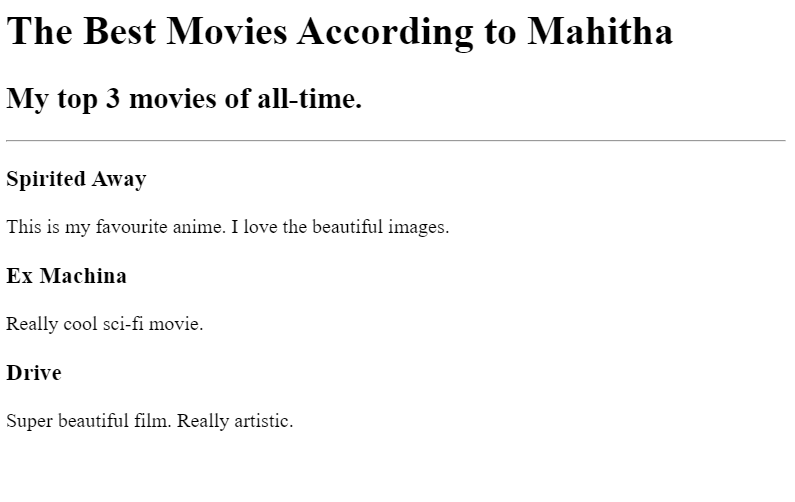 The Best Movies According to Mahitha
My top 3 movies of all-time.
Spirited Away
This is my favourite anime. I love the beautiful images.
Ex Machina
Really cool sci-fi movie.
Drive
Super beautiful film. Really artistic.